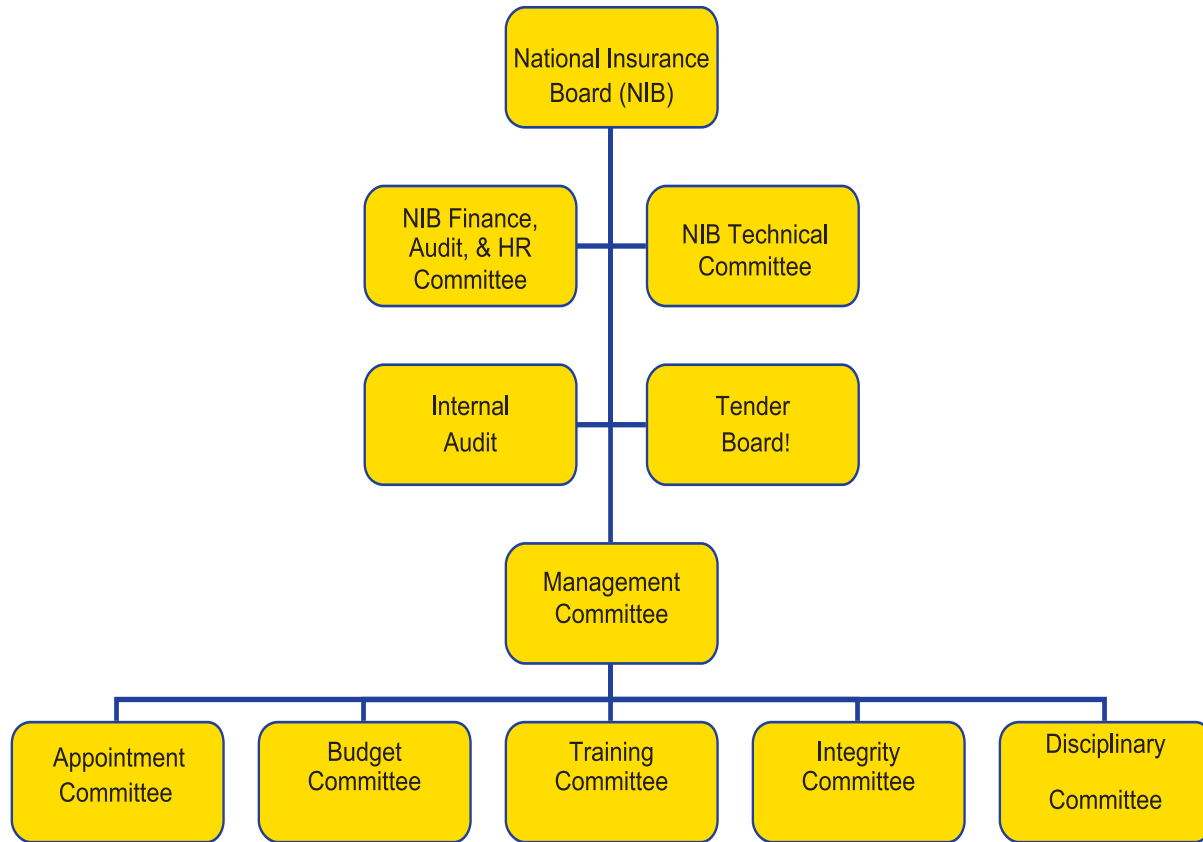 National Insurance
Board (NIB)
NIB Finance,
Audit, & HR
Committee
NIB Technical
Committee
Internal
Audit
Tender
Board!
Management
Committee
Appointment
Committee
Budget
Committee
Training
Committee
Integrity
Committee
Disciplinary
Committee